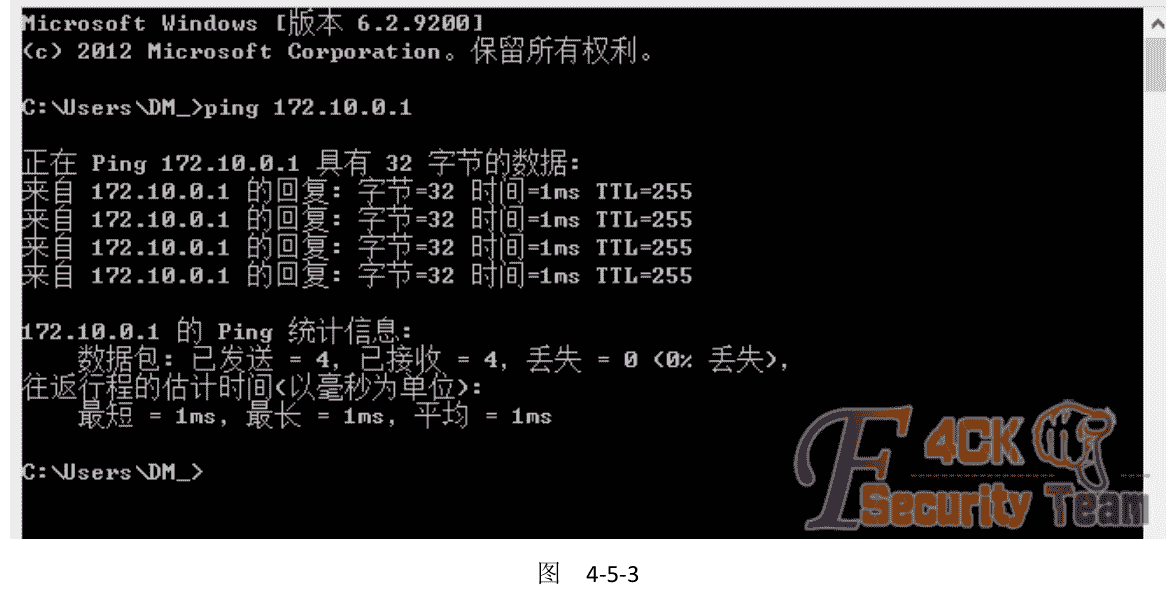 Microsoft Windows [版本 6.2.9200]
(c) 2012 Microsoft Corporation。保留所有权利。
C:\Users\DM_>ping 172.10.0.1
正在 Ping 172.10.0.1 具有 32 字节的数据:
来自 172.10.0.1 的回复: 字节=32 时间=1ms TTL=255
来自 172.10.0.1 的回复: 字节=32 时间=1ms TTL=255
来自 172.10.0.1 的回复: 字节=32 时间=1ms TTL=255
来自 172.10.0.1 的回复: 字节=32 时间=1ms TTL=255
172.10.0.1 的 Ping 统计信息:
数据包: 已发送 = 4，已接收 = 4，丢失 = 0 (0% 丢失)，
往返行程的估计时间(以毫秒为单位):
最短 = 1ms，最长 = 1ms，平均 = 1ms
C:\Users\DM_>
F4CK
Security Team
图 4-5-3